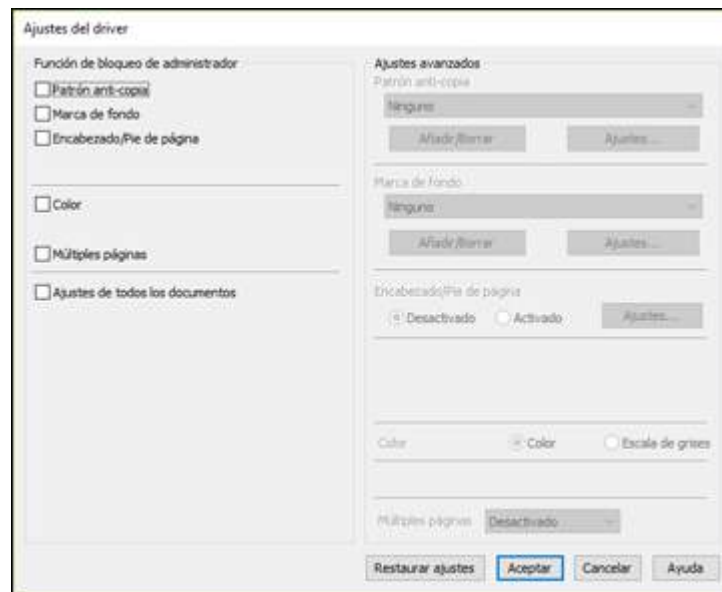 Ajustes del driver
Función de bloqueo de administrador
Patrón anti-copia
Marca de fondo
Encabezado/Pie de página
Color
Múltiples páginas
Ajustes de todos los documentos
Ajustes avanzados
Patrón anti-copia
Ninguno
Añadir/Borrar
Ajustes...
Marca de fondo
Ninguno
Añadir/Borrar
Ajustes...
Encabezado/Pie de página
Desactivado
Activado
Ajustes...
Color
Color
Escala de grises
Múltiples páginas
Desactivado
Restaurar ajustes
Aceptar
Cancelar
Ayuda